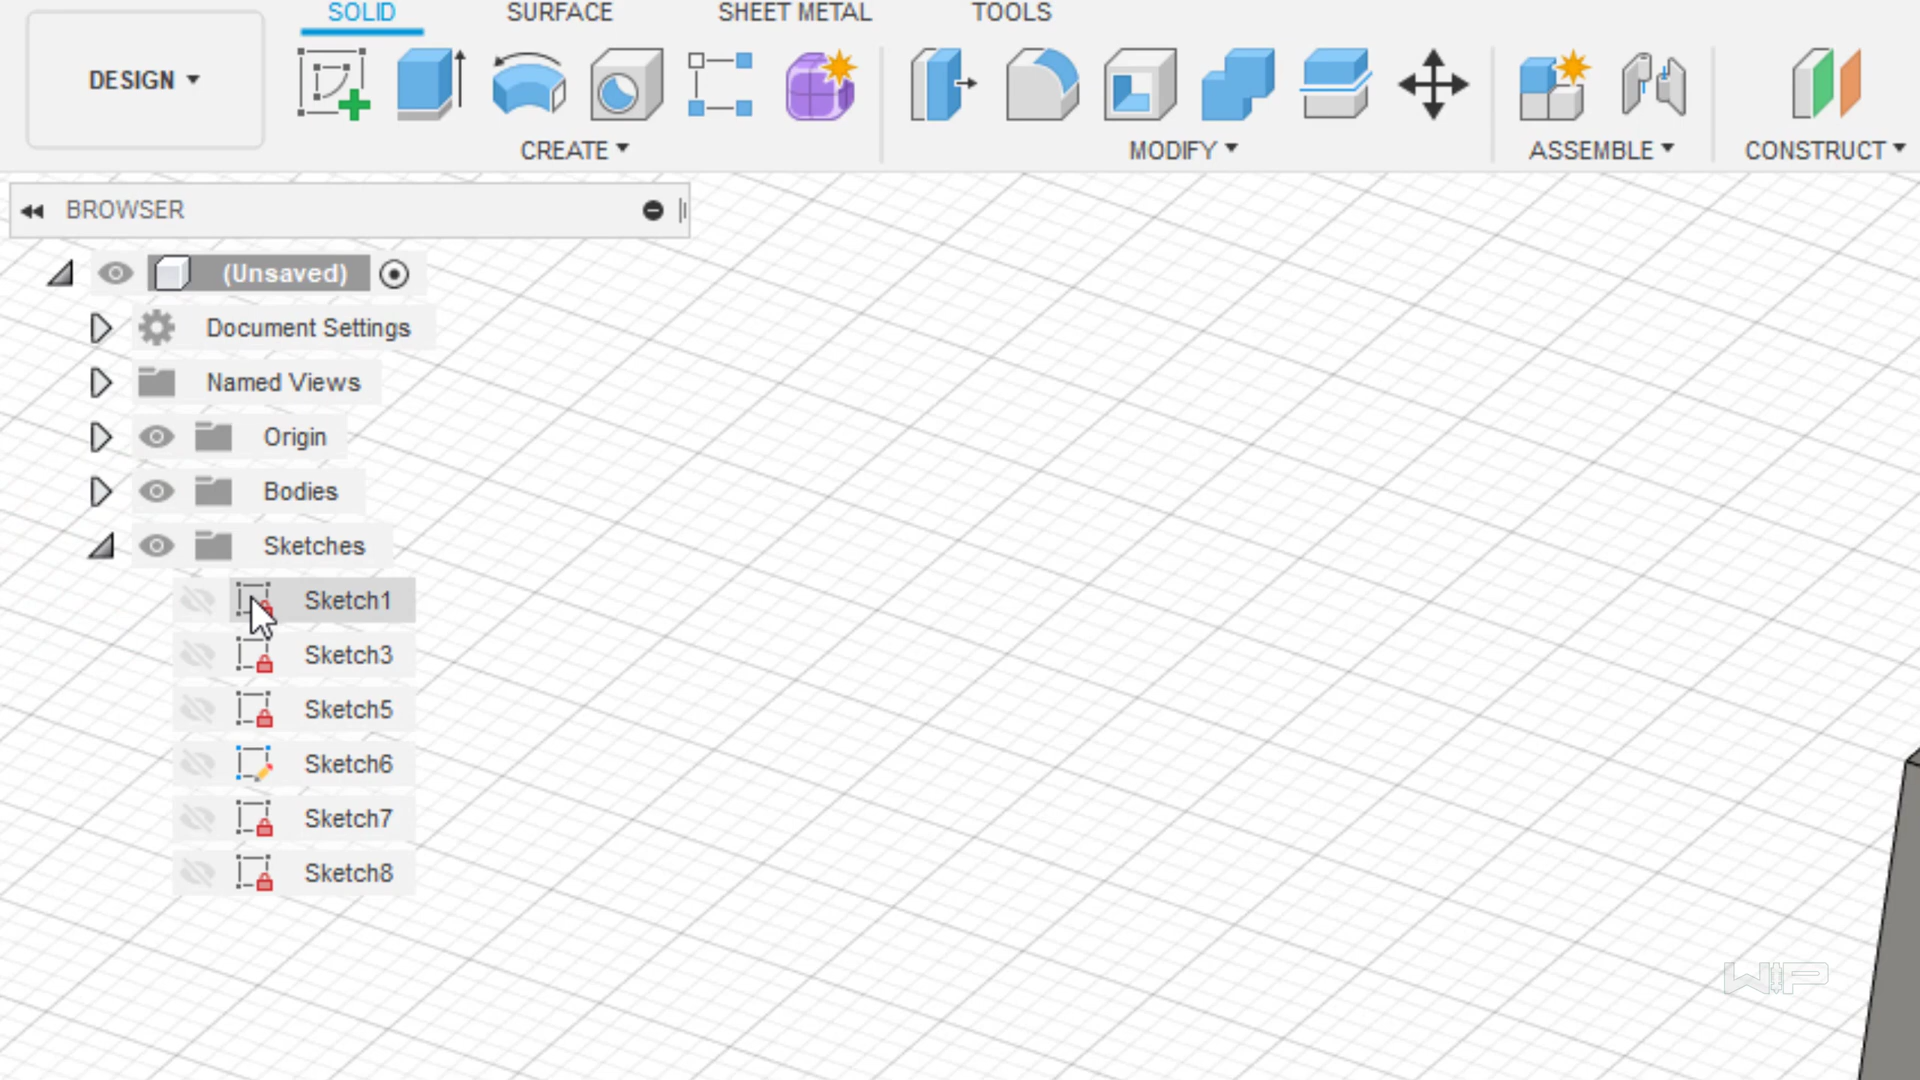 SOLID SURFACE SHEET METAL TOOLS
DESIGN
CREATE MODIFY ASSEMBLE CONSTRUCT
BROWSER
(Unsaved)
Document Settings
Named Views
Origin
Bodies
Sketches
Sketch1
Sketch3
Sketch5
Sketch6
Sketch7
Sketch8